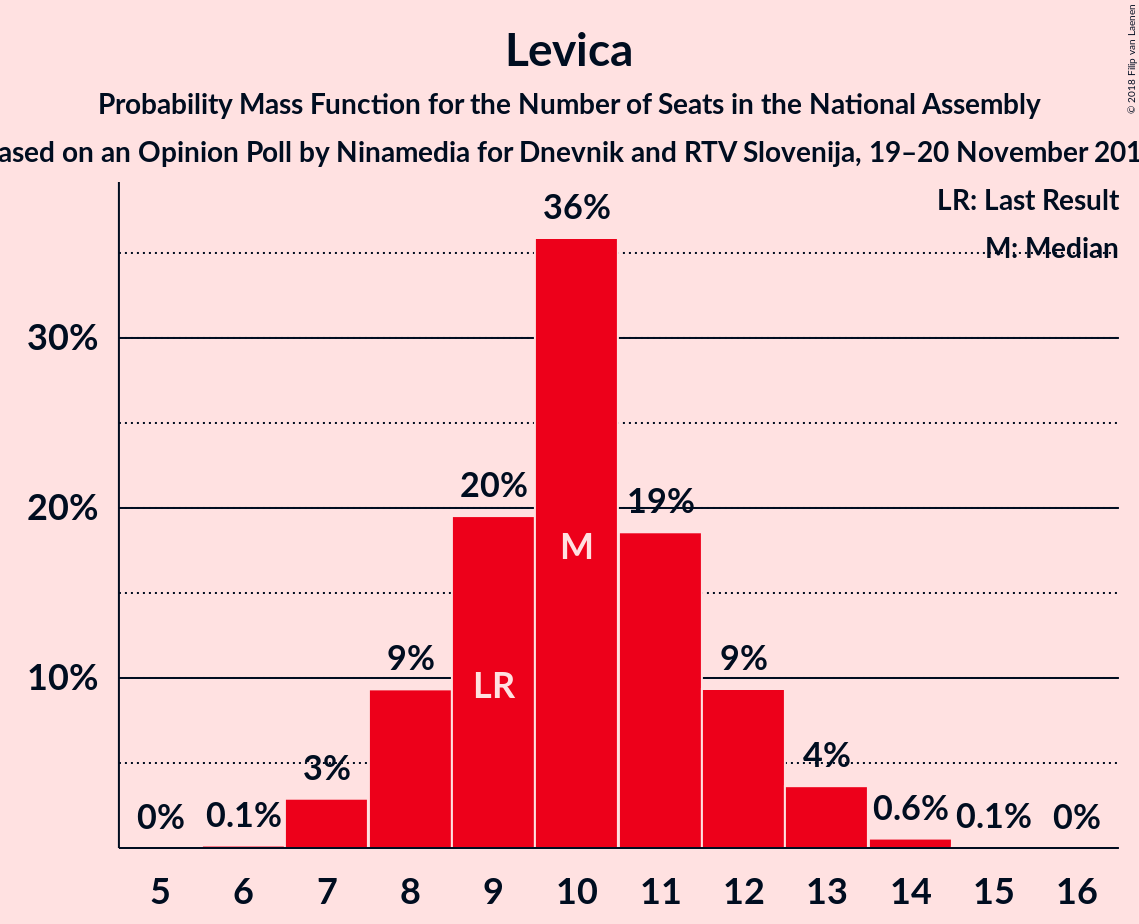 Levica
Probability Mass Function for the Number of Seats in the National Assembly
ased on an Opinion Poll by Ninamedia for Dnevnik and RTV Slovenija, 19–20 November 201
© 2018 Filip van Laenen
LR: Last Result
M: Median
30%
20%
10%
0%
0.1%
3%
9%
20%
36%
19%
9%
4%
0.6%
0.1%
0%
LR
M
5 6 7 8 9 10 11 12 13 14 15 16